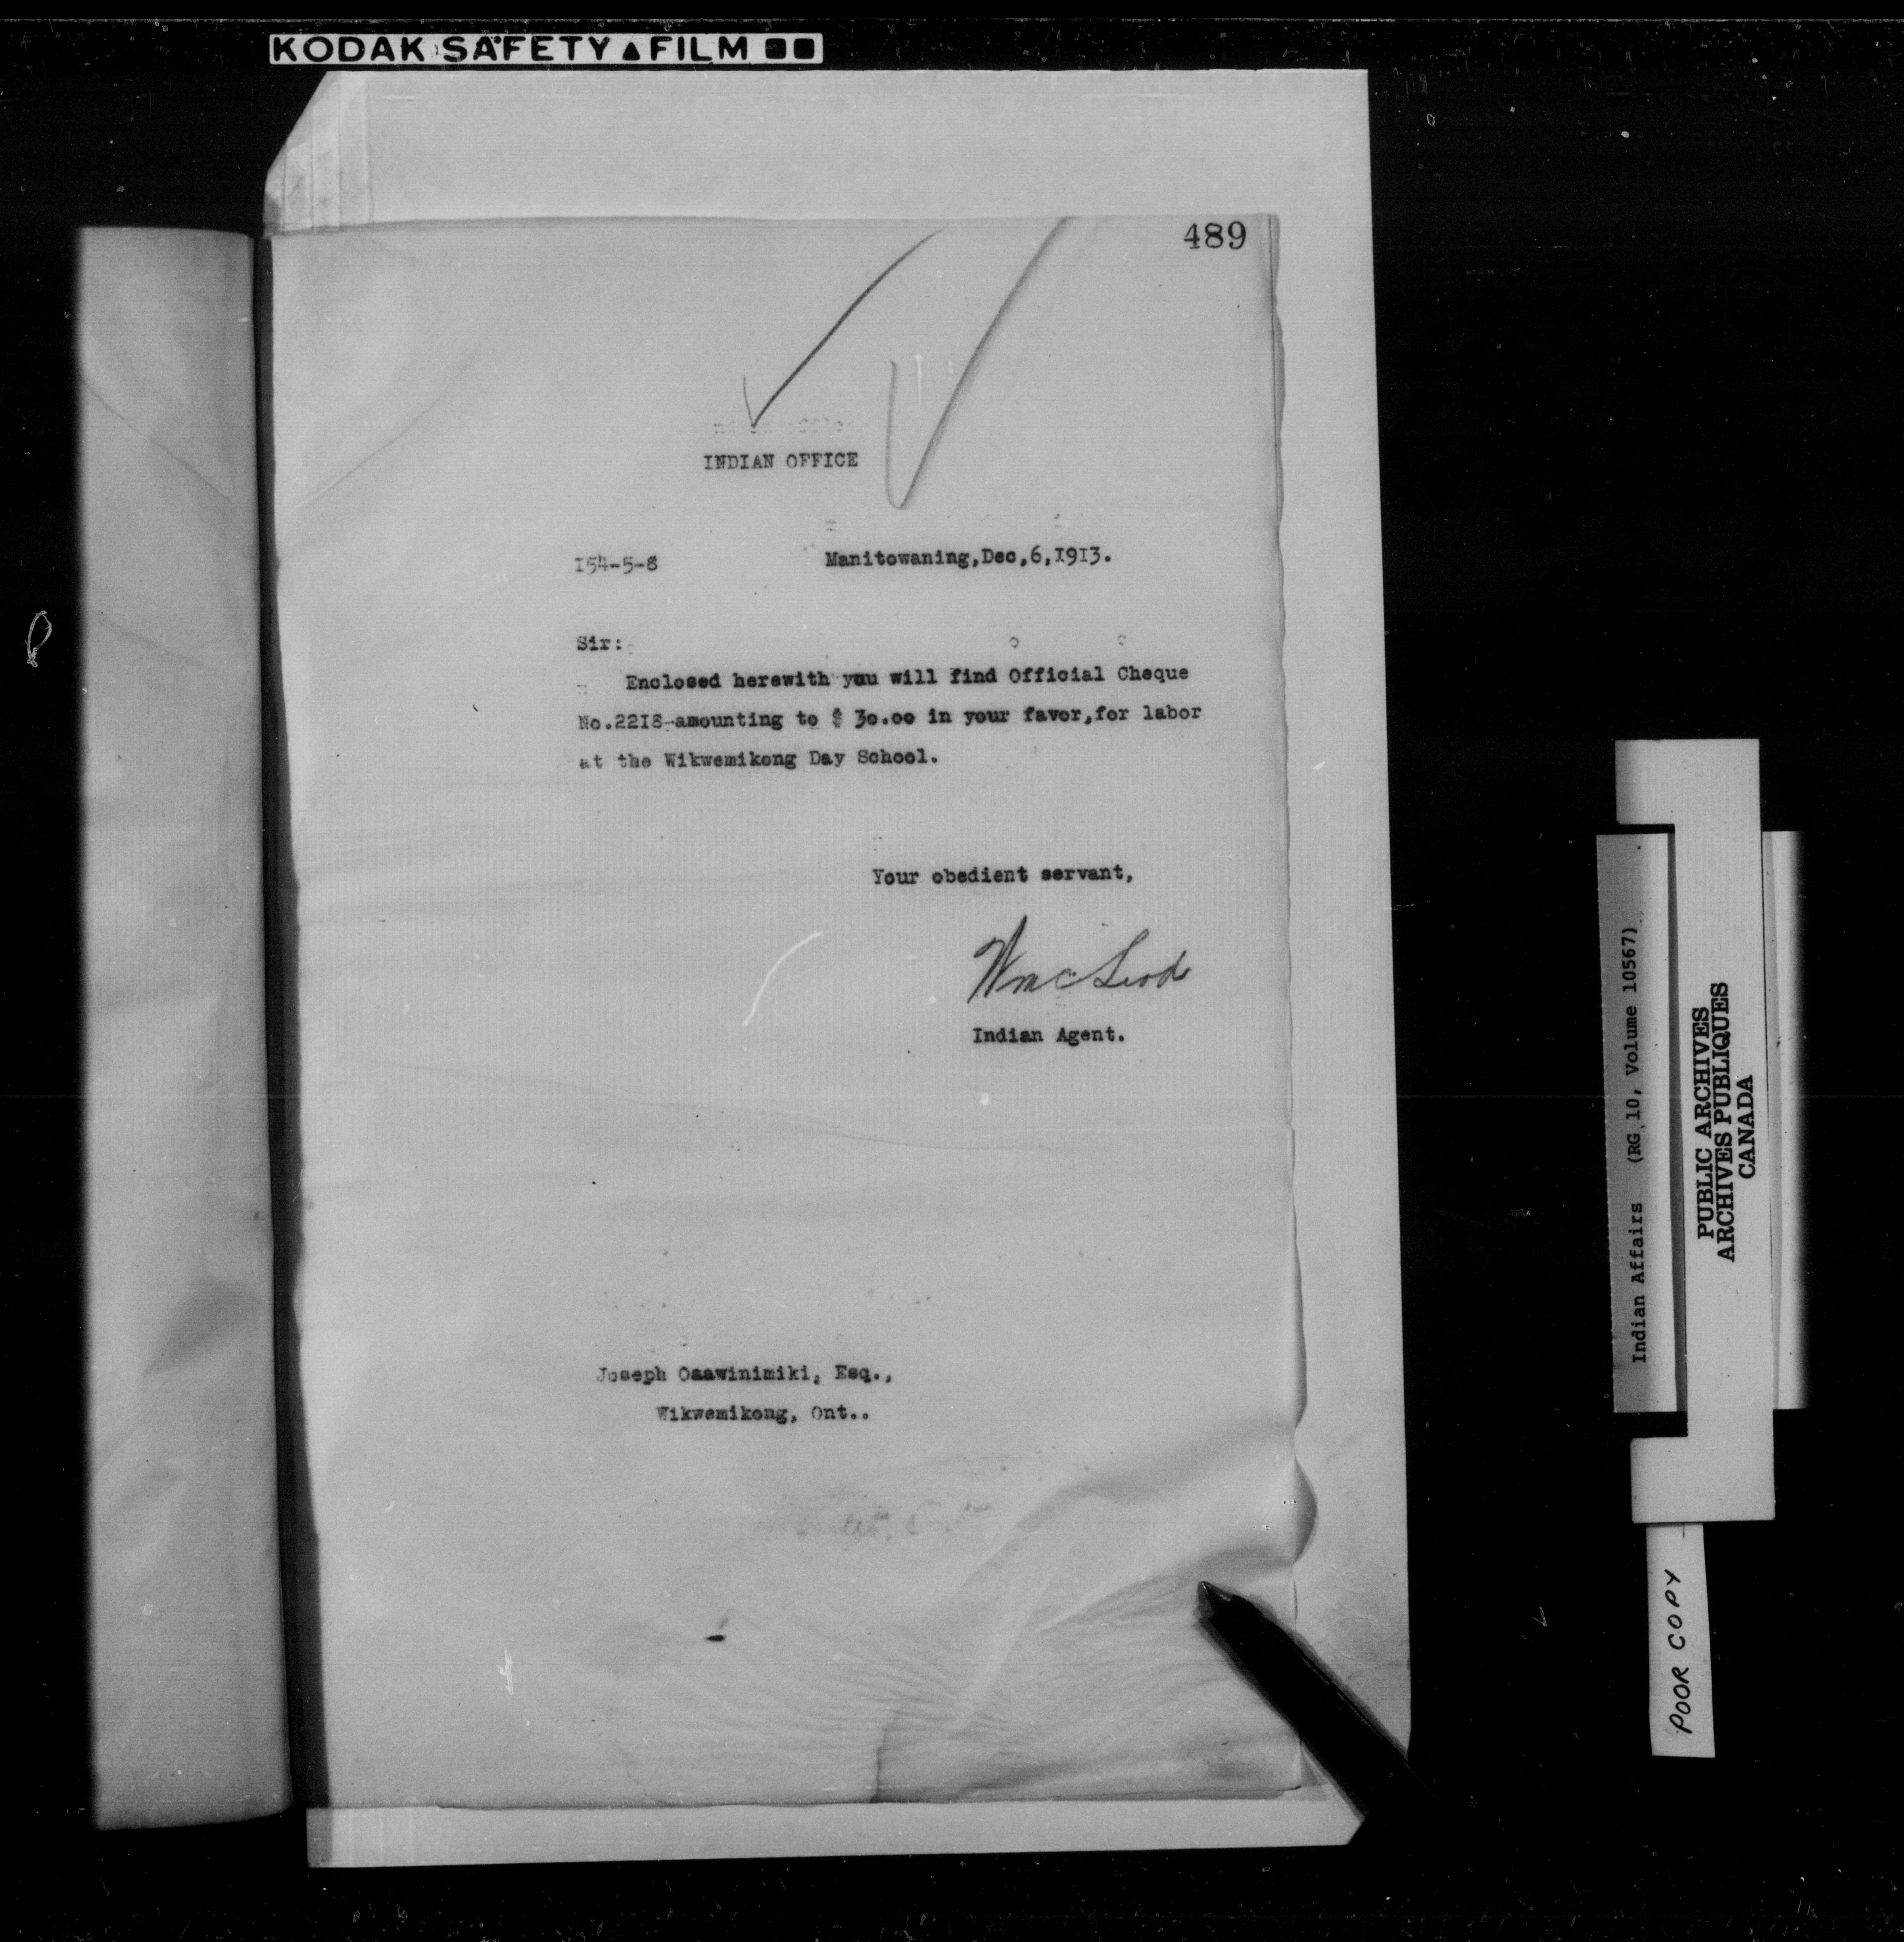 KODAK SAFETY FILM
489
INDIAN OFFICE
154-5-8
Manitowaning,Dec,6,1913.
Sir:
Enclosed herewith you will find Official Cheque
No.2218 amounting to $ 30.00 in your favor,for labor
at the Wikwemikong Day School.
Your obedient servant,
WmcLeod
Indian Agent.
Joseph Osawinimiki, Esq.,
Wikwemikong, Ont..
Indian Affairs (RG 10, Volume 10567)
PUBLIC ARCHIVES
ARCHIVES PUBLIQUES
CANADA
POOR COPY